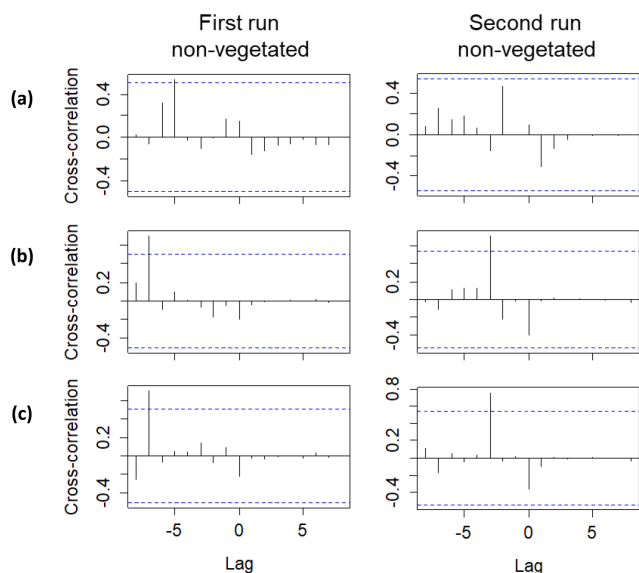 First run
non-vegetated
Second run
non-vegetated
(a)
Cross-correlation
0.4
0.0
-0.4
0.4
0.0
-0.4
(b)
Cross-correlation
0.2
-0.4
0.2
-0.4
(c)
Cross-correlation
0.2
-0.4
0.8
0.2
-0.4
-5
0
5
-5
0
5
Lag
Lag